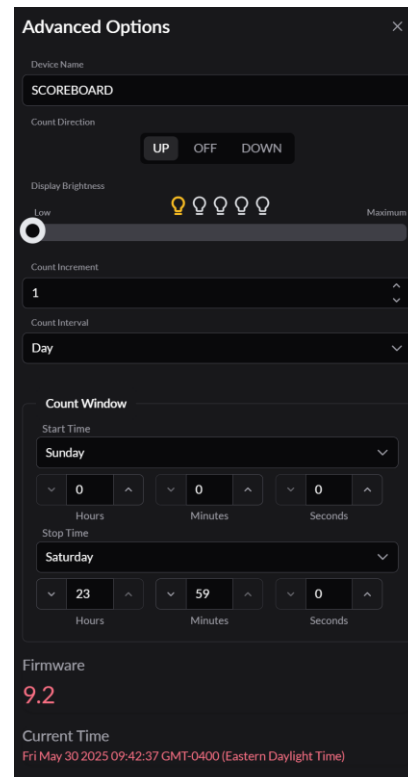 Advanced Options
Device Name
SCOREBOARD
Count Direction
UP OFF DOWN
Display Brightness
Low Maximum
Count Increment
1
Count Interval
Day
Count Window
Start Time
Sunday
0 0 0
Hours Minutes Seconds
Stop Time
Saturday
23 59 0
Hours Minutes Seconds
Firmware
9.2
Current Time
Fri May 30 2025 09:42:37 GMT-0400 (Eastern Daylight Time)